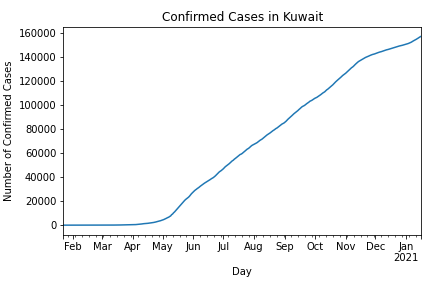 Confirmed Cases in Kuwait
160000
140000
120000
100000
80000
60000
40000
20000
0
Number of Confirmed Cases
Feb Mar Apr May Jun Jul Aug Sep Oct Nov Dec Jan
2021
Day